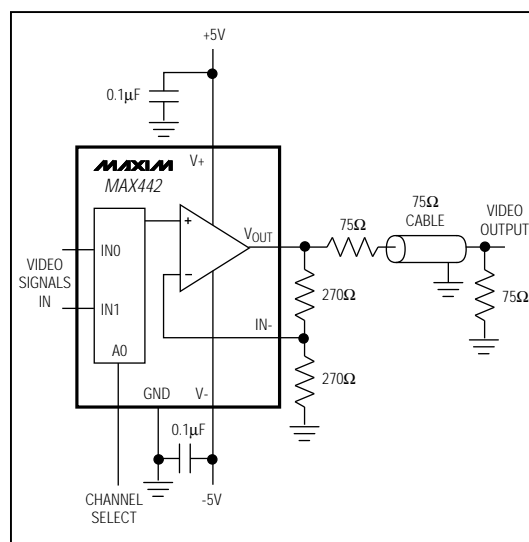 +5V
0.1µF
MAXIM
MAX442
V+
VOUT
75Ω
75Ω
CABLE
VIDEO
OUTPUT
IN0
+
VIDEO
SIGNALS
IN
-
270Ω
75Ω
IN1
IN-
A0
270Ω
GND
V-
0.1µF
CHANNEL
SELECT
-5V